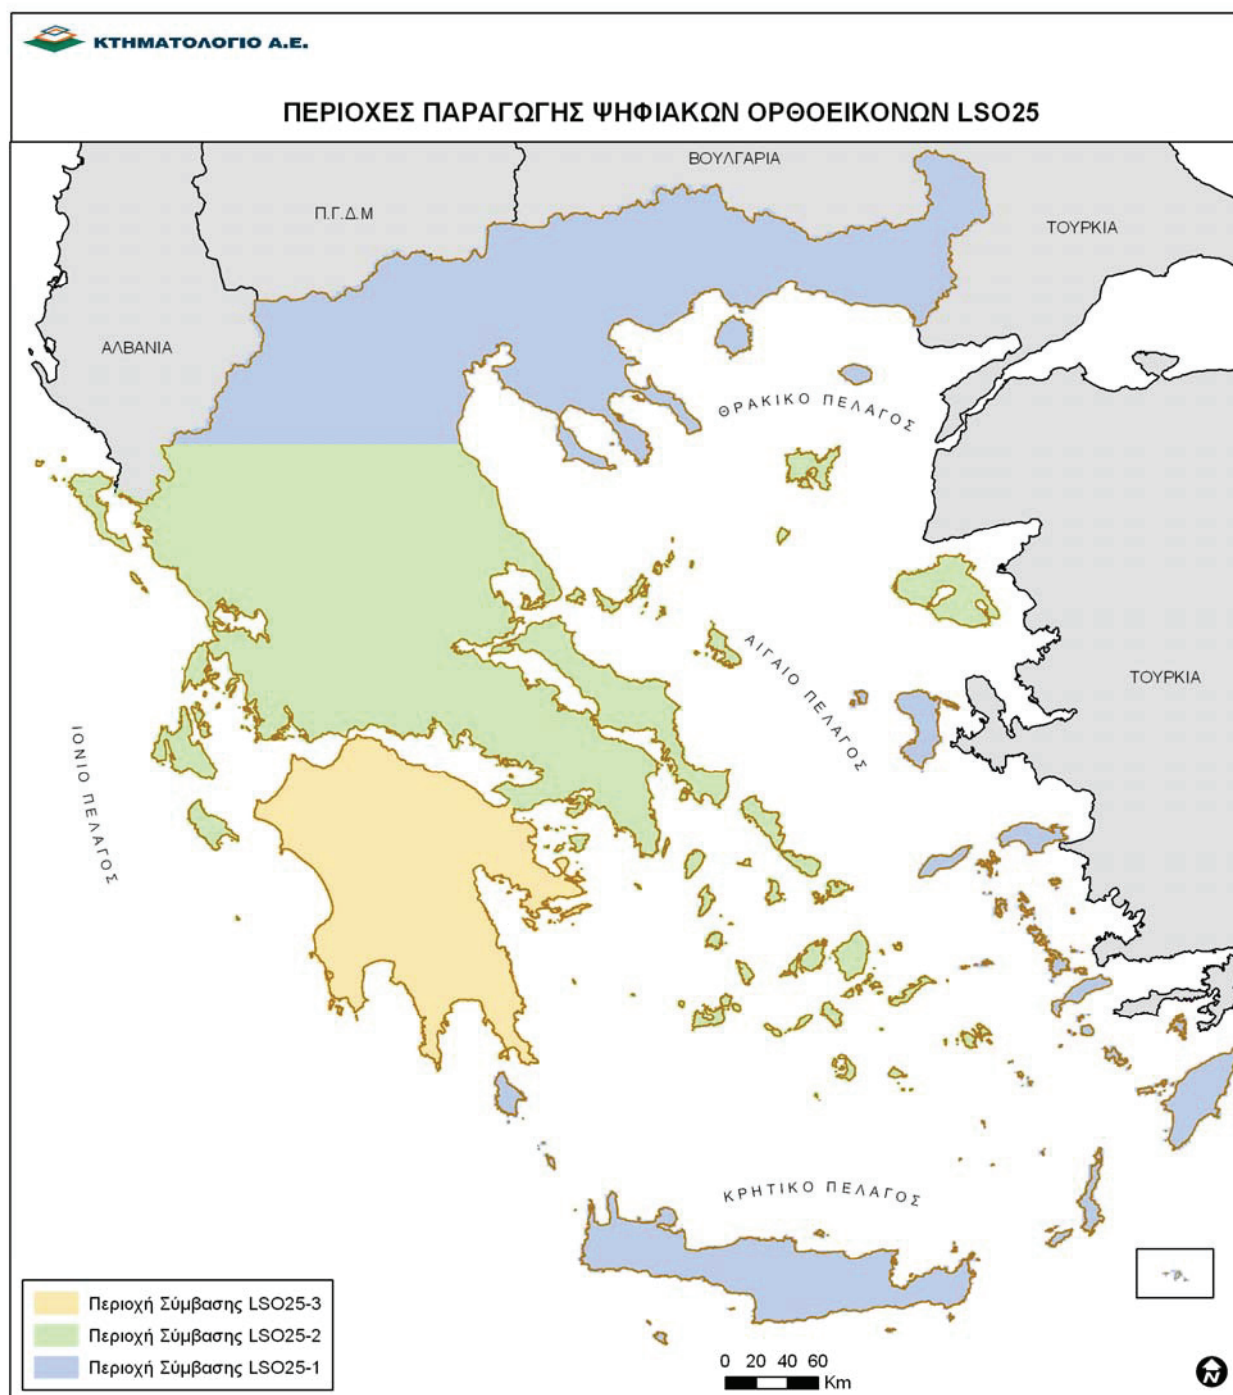 ΚΤΗΜΑΤΟΛΟΓΙΟ Α.Ε.
ΠΕΡΙΟΧΕΣ ΠΑΡΑΓΩΓΗΣ ΨΗΦΙΑΚΩΝ ΟΡΘΟΕΙΚΟΝΩΝ LSO25
ΒΟΥΛΓΑΡΙΑ
Π.Γ.Δ.Μ
ΤΟΥΡΚΙΑ
ΑΛΒΑΝΙΑ
ΘΡΑΚΙΚΟ ΠΕΛΑΓΟΣ
ΑΙΓΑΙΟ ΠΕΛΑΓΟΣ
ΤΟΥΡΚΙΑ
ΙΟΝΙΟ ΠΕΛΑΓΟΣ
ΚΡΗΤΙΚΟ ΠΕΛΑΓΟΣ
Περιοχή Σύμβασης LSO25-3
Περιοχή Σύμβασης LSO25-2
Περιοχή Σύμβασης LSO25-1
0 20 40 60
Km
N